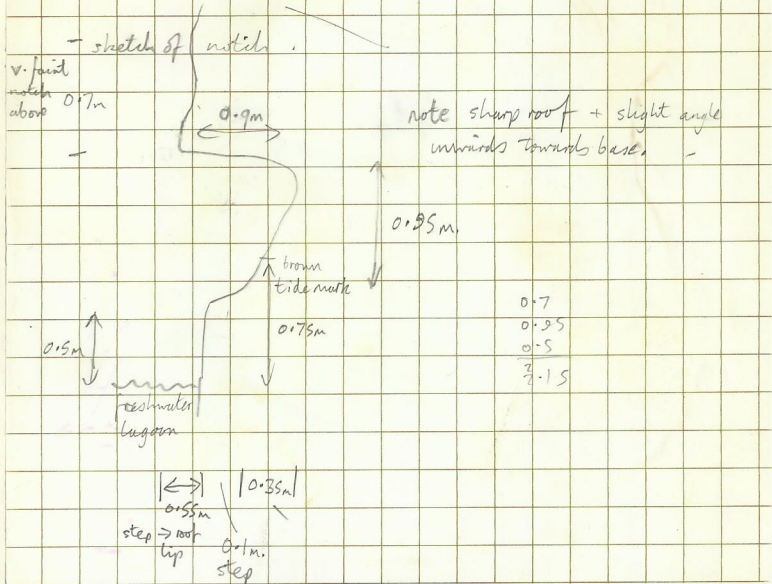 - sketch of notch.
v. faint
notch
above
0.7m
0.9m
note sharp roof + slight angle
inwards towards base.
0.95m.
brown
tide mark
0.75m
0.5m
freshwater
lagoon
0.7
0.95
0.5
2
2.15
0.55m
step → roof
lip
0.1m.
step
0.35m